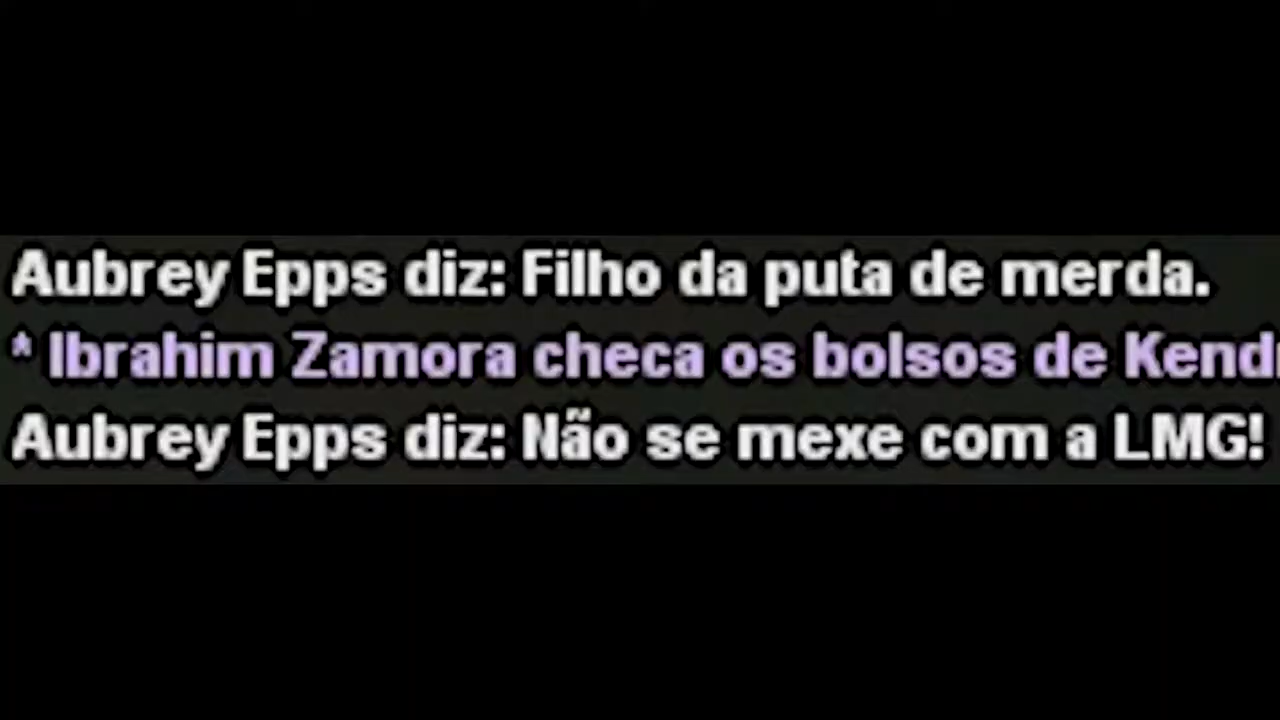 Aubrey Epps diz: Filho da puta de merda.
* Ibrahim Zamora checa os bolsos de Kend
Aubrey Epps diz: Não se mexe com a LMG!